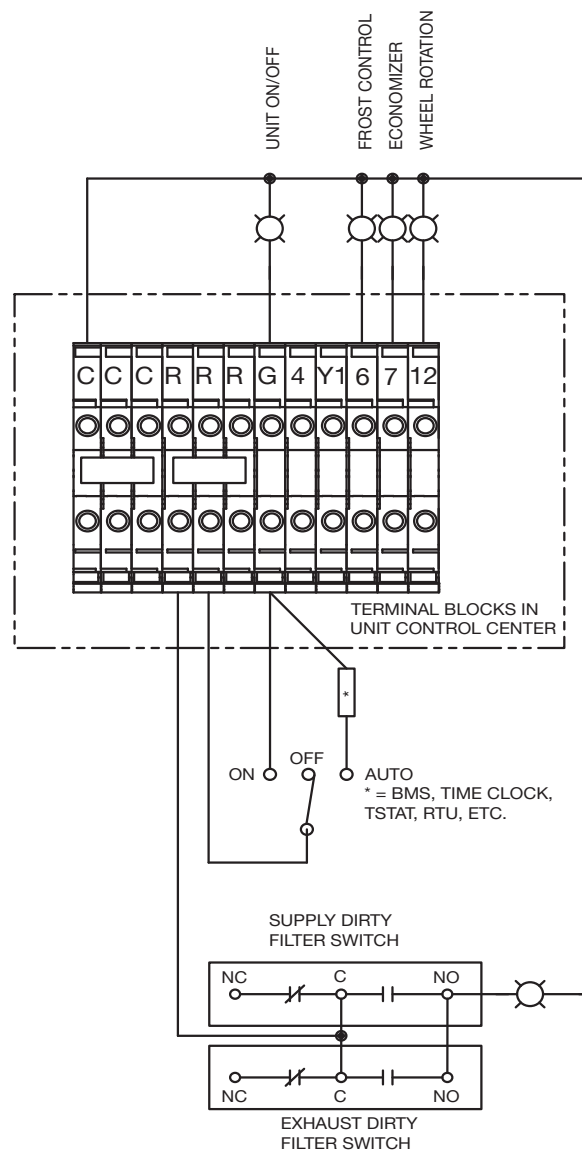 UNIT ON/OFF
FROST CONTROL
ECONOMIZER
WHEEL ROTATION
C C C R R R G 4 Y1 6 7 12
TERMINAL BLOCKS IN
UNIT CONTROL CENTER
*
ON
OFF
AUTO
* = BMS, TIME CLOCK,
TSTAT, RTU, ETC.
SUPPLY DIRTY
FILTER SWITCH
NC C NO
NC C NO
EXHAUST DIRTY
FILTER SWITCH